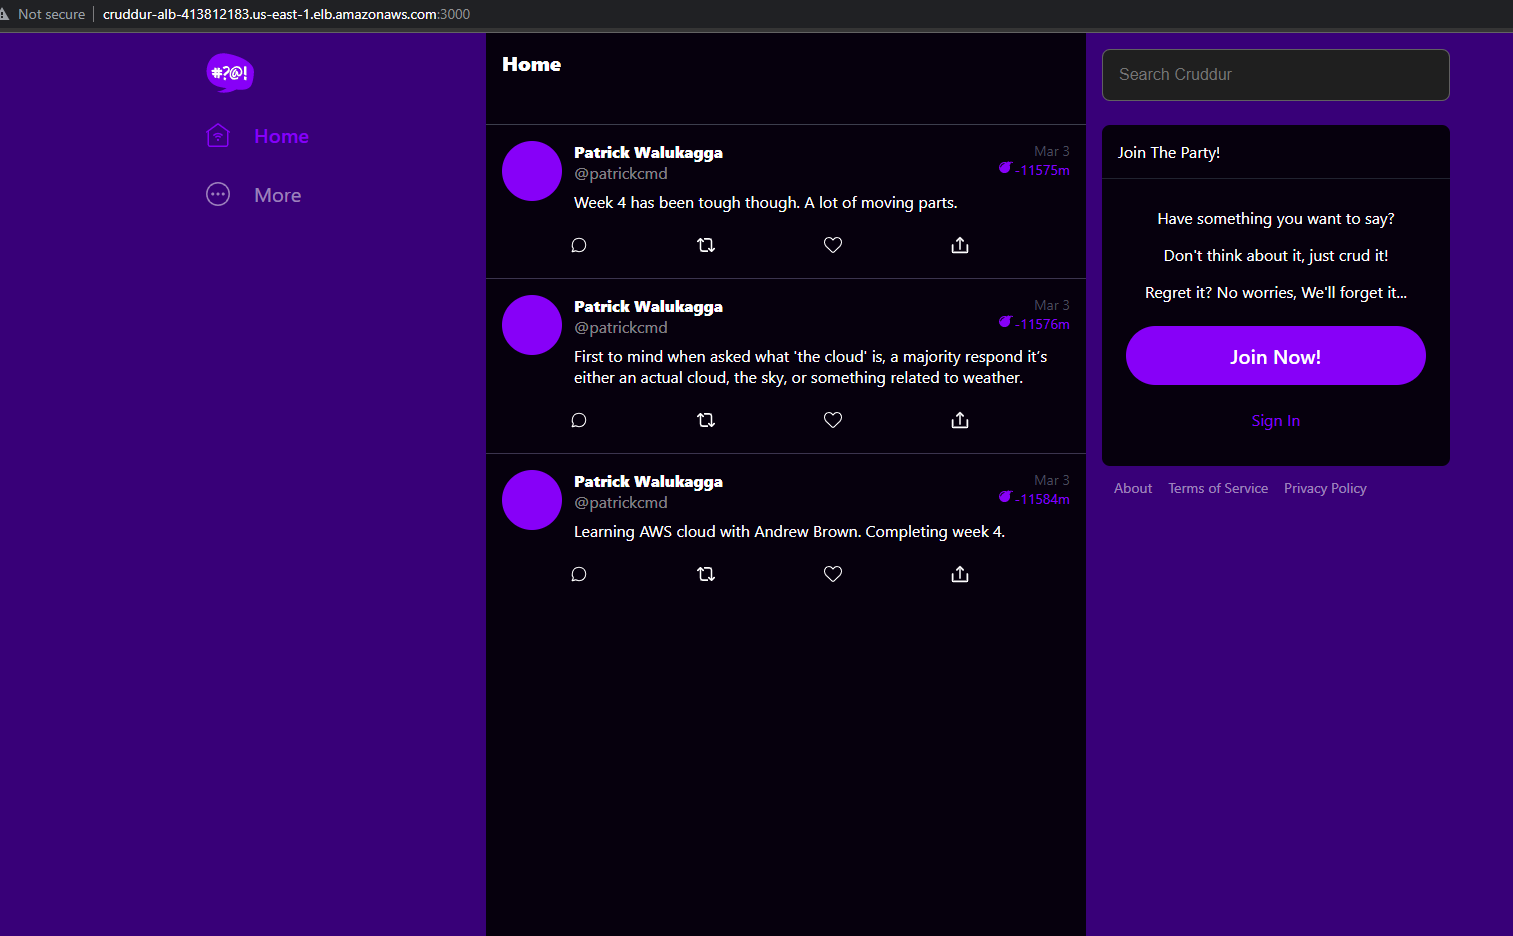 Not secure
cruddur-alb-413812183.us-east-1.elb.amazonaws.com:3000
#?@!
Home
More
Home
Patrick Walukagga
Mar 3
@patrickcmd
-11575m
Week 4 has been tough though. A lot of moving parts.
Patrick Walukagga
Mar 3
@patrickcmd
-11576m
First to mind when asked what 'the cloud' is, a majority respond it’s
either an actual cloud, the sky, or something related to weather.
Patrick Walukagga
Mar 3
@patrickcmd
-11584m
Learning AWS cloud with Andrew Brown. Completing week 4.
Search Cruddur
Join The Party!
Have something you want to say?
Don't think about it, just crud it!
Regret it? No worries, We'll forget it...
Join Now!
Sign In
About Terms of Service Privacy Policy